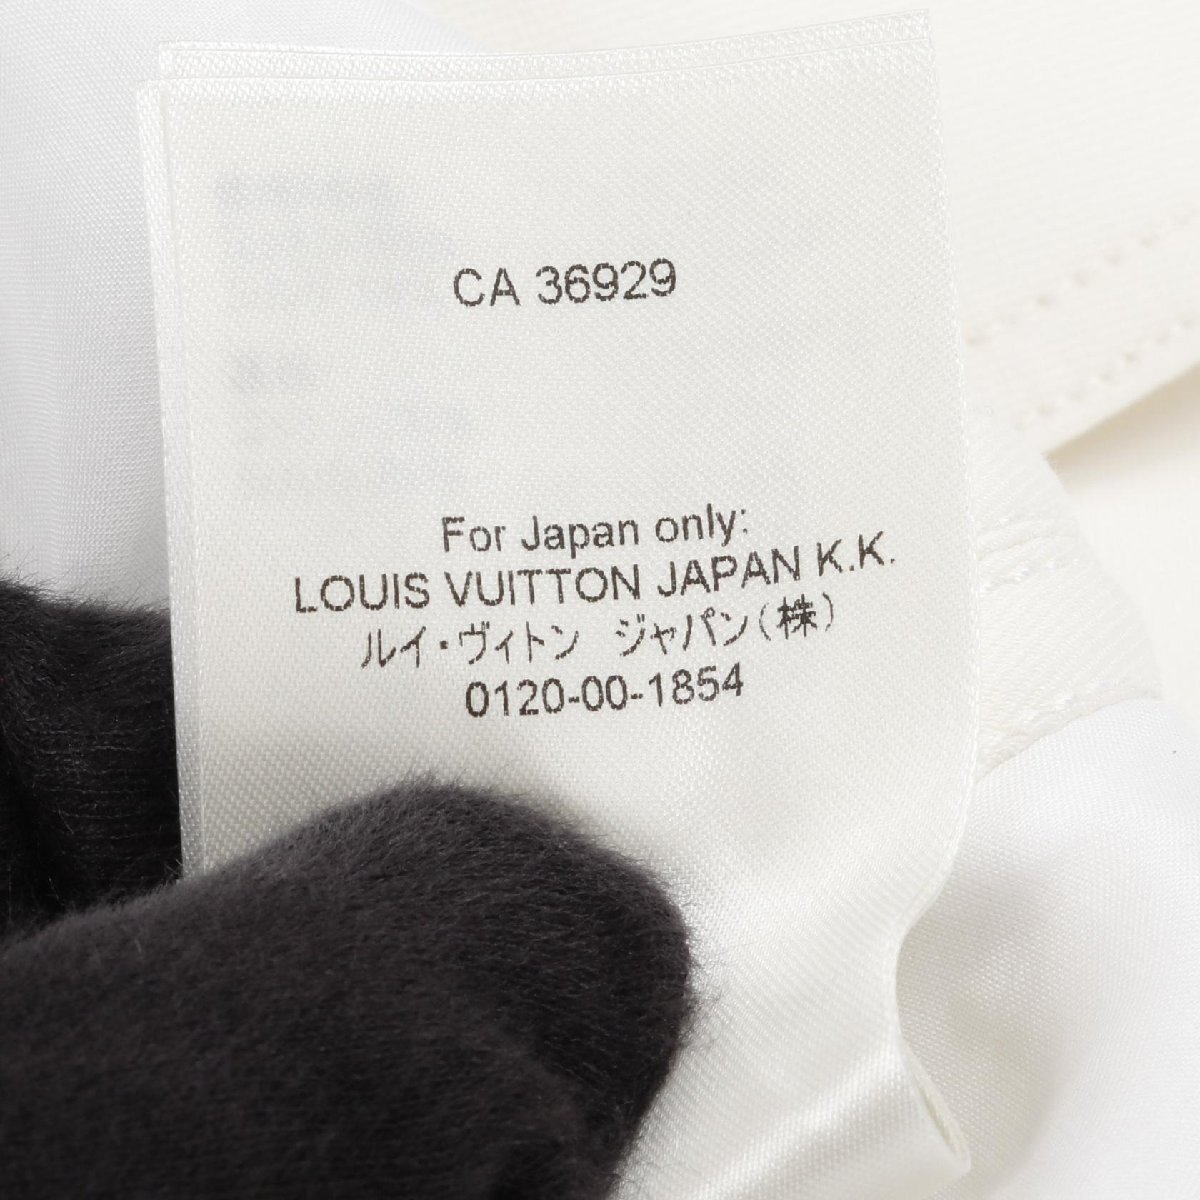 CA 36929
For Japan only:
LOUIS VUITTON JAPAN K.K.
ルイ・ヴィトン ジャパン(株)
0120-00-1854